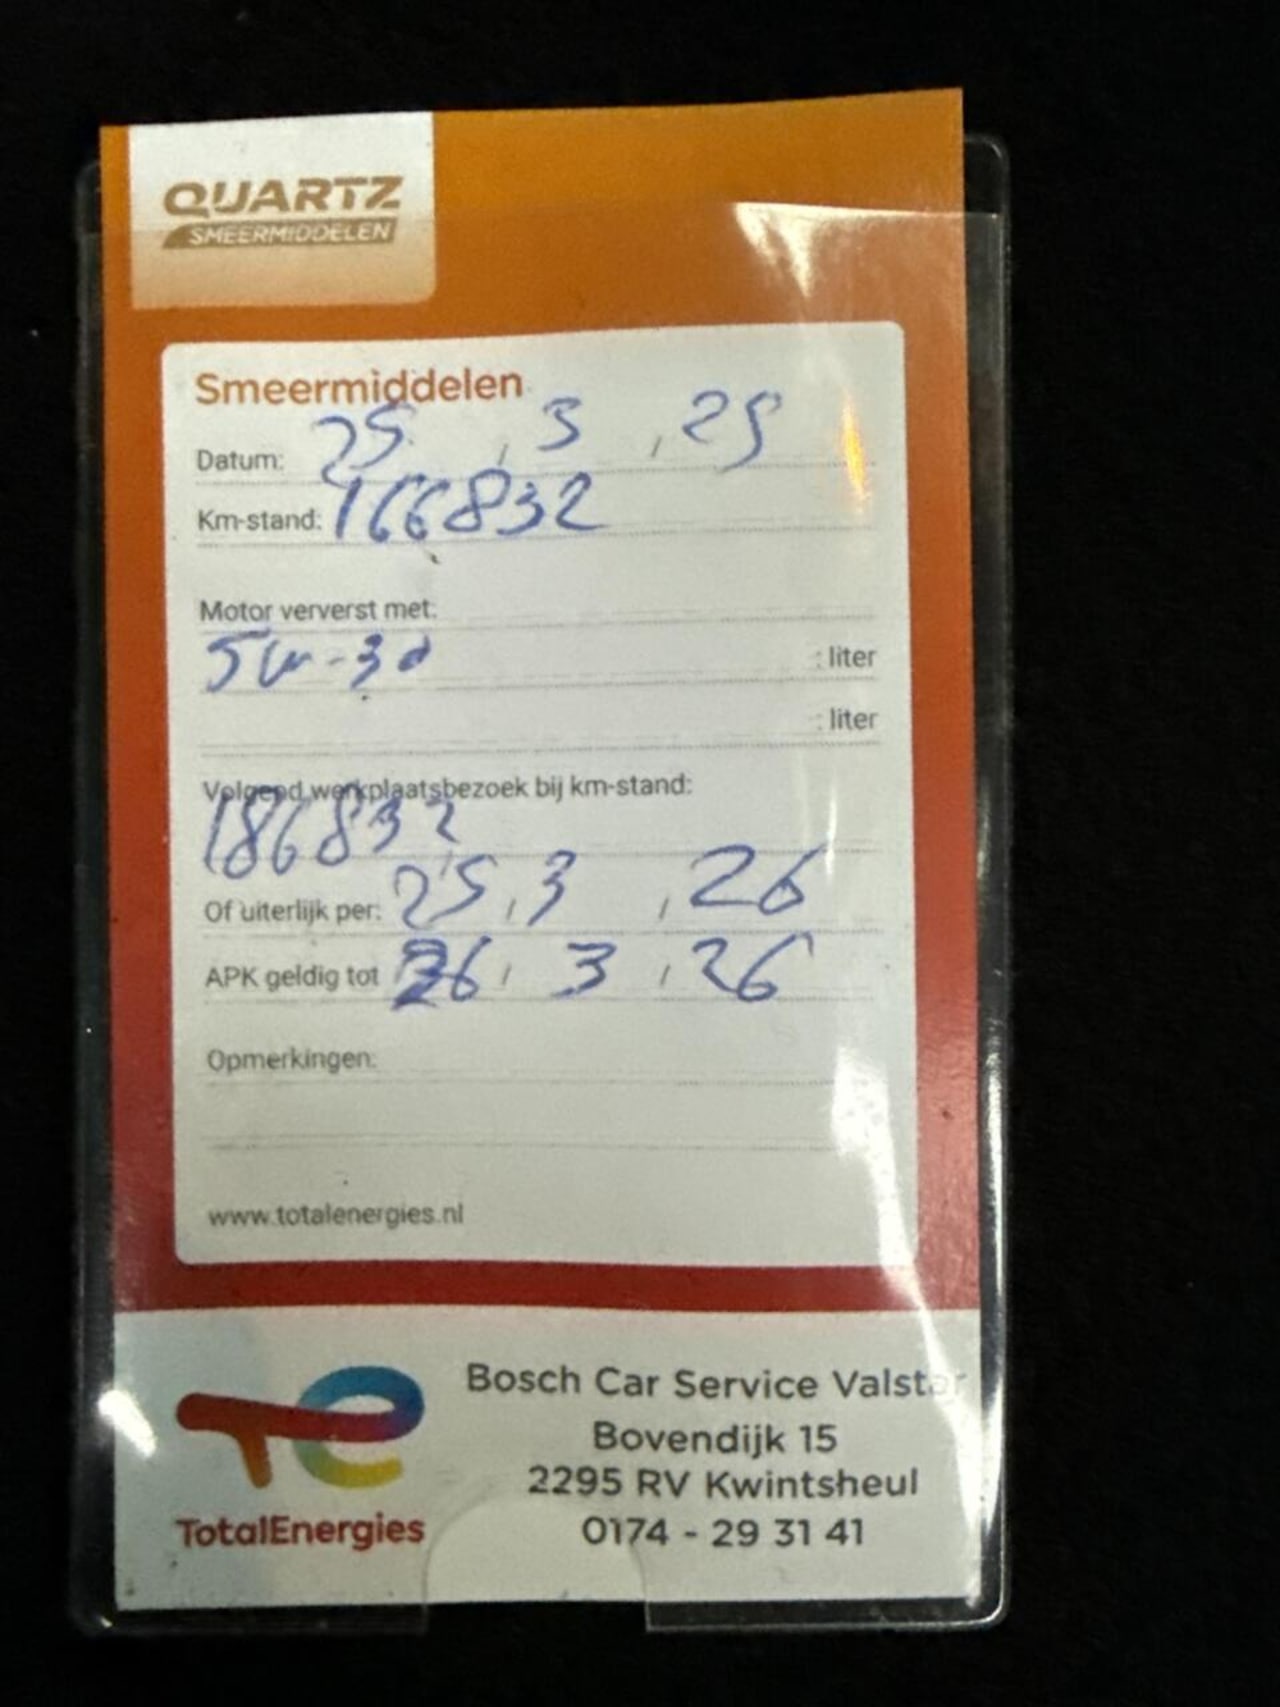 QUARTZ
SMEERMIDDELEN
Smeermiddelen
Datum: 25 / 3 / 25
Km-stand: 166832
Motor ververst met:
5W-30 : liter
: liter
Volgend werkplaatsbezoek bij km-stand:
186832
Of uiterlijk per: 25 / 3 / 26
APK geldig tot 26 / 3 / 26
Opmerkingen:
www.totalenergies.nl
Bosch Car Service Valstar
Bovendijk 15
2295 RV Kwintsheul
TotalEnergies
0174 - 29 31 41